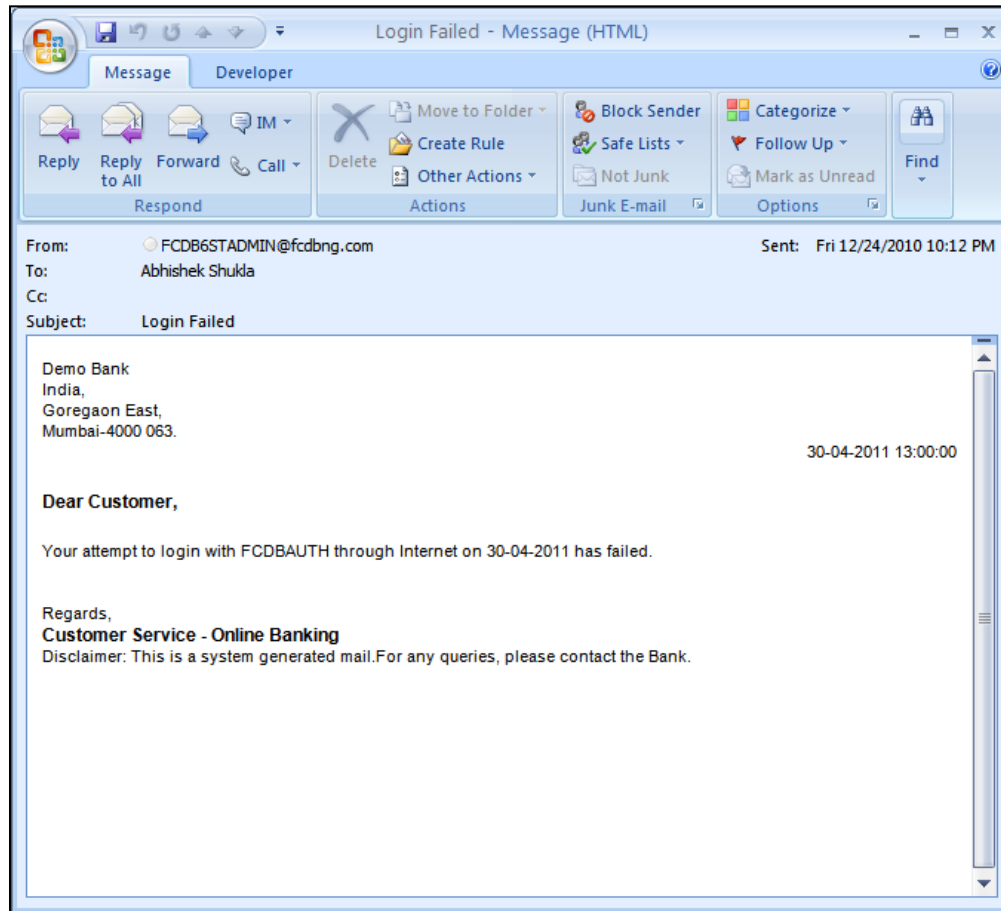 Login Failed - Message (HTML)
Message Developer
Reply
Reply to All
Forward
IM
Call
Respond
Delete
Move to Folder
Create Rule
Other Actions
Actions
Block Sender
Safe Lists
Not Junk
Junk E-mail
Categorize
Follow Up
Mark as Unread
Options
Find
From: FCDB6STADMIN@fcdbng.com Sent: Fri 12/24/2010 10:12 PM
To: Abhishek Shukla
Cc:
Subject: Login Failed
Demo Bank
India,
Goregaon East,
Mumbai-4000 063.
30-04-2011 13:00:00
Dear Customer,
Your attempt to login with FCDBAUTH through Internet on 30-04-2011 has failed.
Regards,
Customer Service - Online Banking
Disclaimer: This is a system generated mail.For any queries, please contact the Bank.